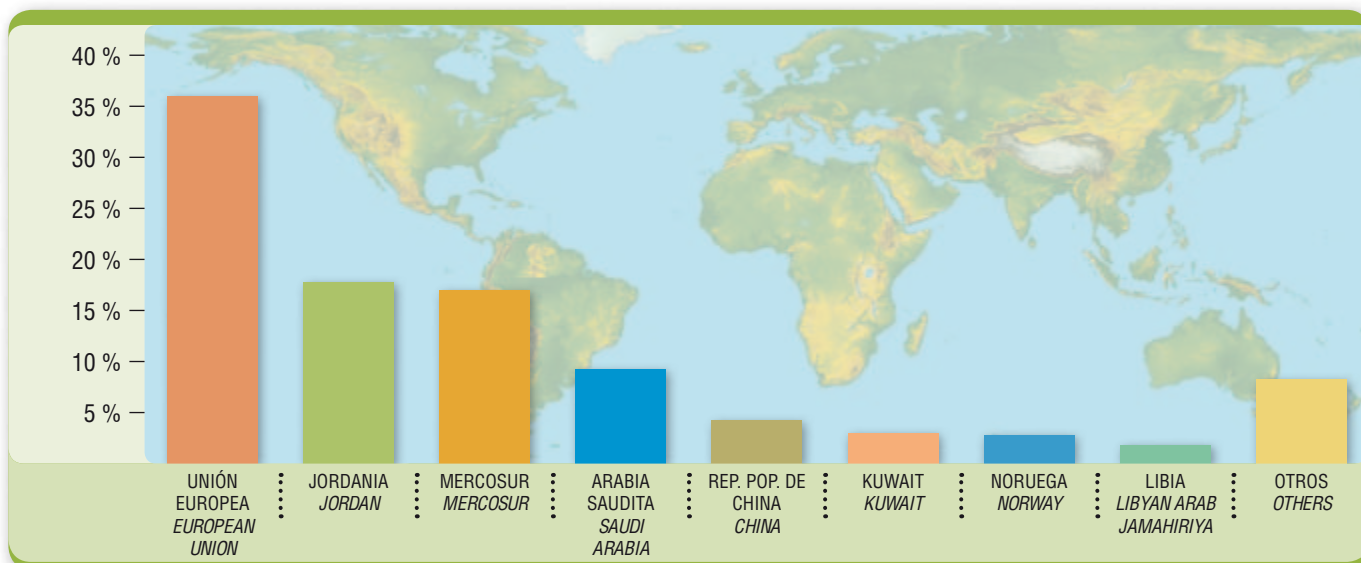 40 %
35 %
30 %
25 %
20 %
15 %
10 %
5 %
UNIÓN
EUROPEA
EUROPEAN
UNION
JORDANIA
JORDAN
MERCOSUR
MERCOSUR
ARABIA
SAUDITA
SAUDI
ARABIA
REP. POP. DE
CHINA
CHINA
KUWAIT
KUWAIT
NORUEGA
NORWAY
LIBIA
LIBYAN ARAB
JAMAHIRIYA
OTROS
OTHERS